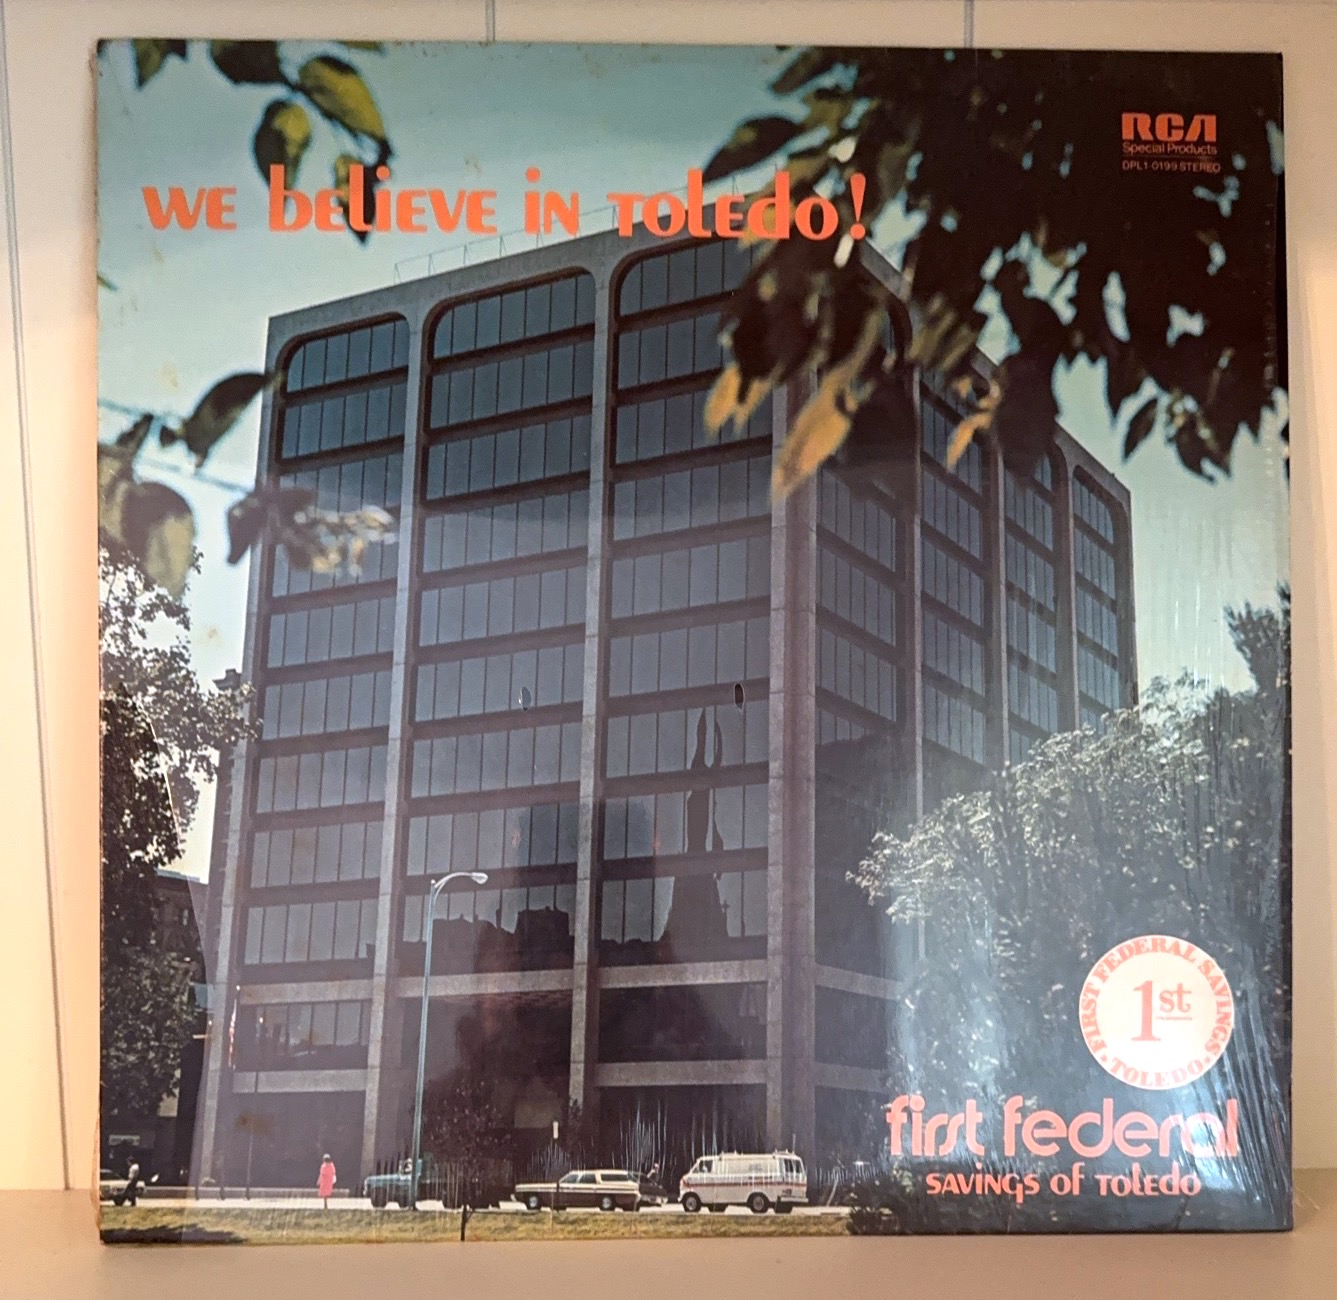 WE bELiEVE iN TOLEdO!
RCA
Special Products
DPL1-0199 STEREO
FIRST FEDERAL SAVINGS
1st
TOLEDO
first federal
SAViNGS Of TOLEdO